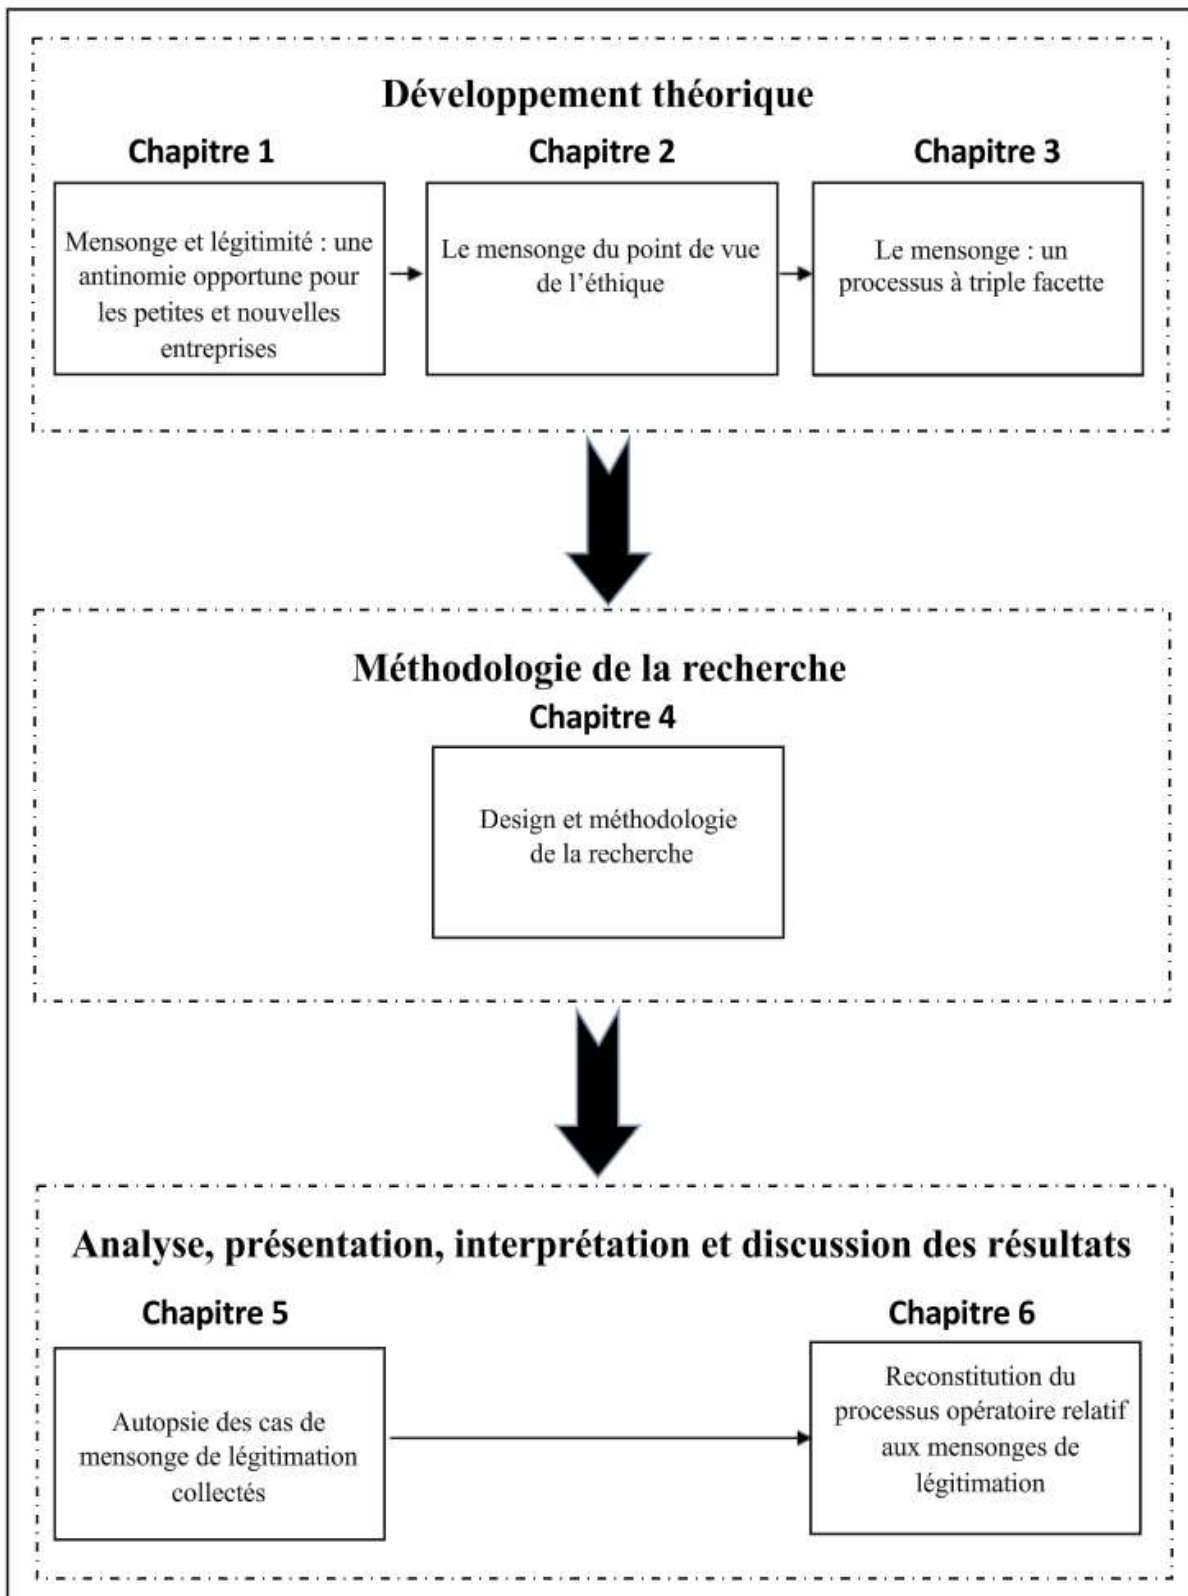 Développement théorique
Chapitre 1
Mensonge et légitimité : une
antinomie opportune pour
les petites et nouvelles
entreprises
Chapitre 2
Le mensonge du point de vue
de l'éthique
Chapitre 3
Le mensonge : un
processus à triple facette
Méthodologie de la recherche
Chapitre 4
Design et méthodologie
de la recherche
Analyse, présentation, interprétation et discussion des résultats
Chapitre 5
Autopsie des cas de
mensonge de légitimation
collectés
Chapitre 6
Reconstitution du
processus opératoire relatif
aux mensonges de
légitimation